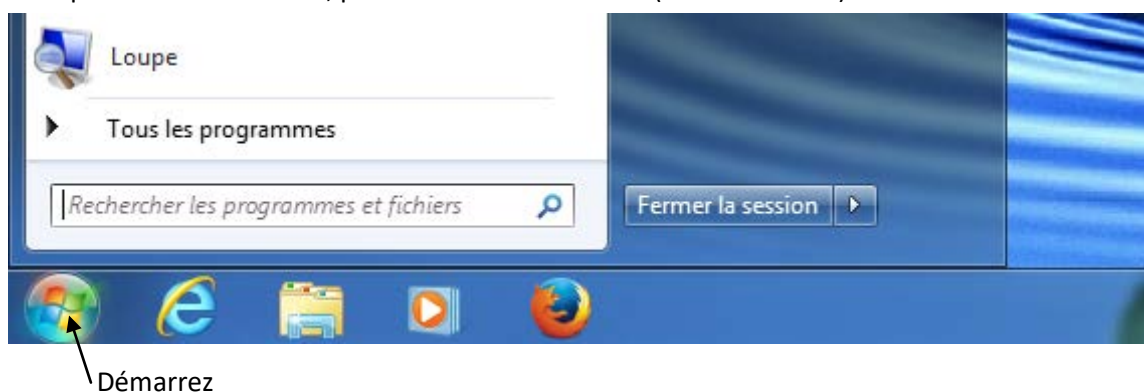 Loupe
Tous les programmes
Rechercher les programmes et fichiers
Fermer la session
Démarrez